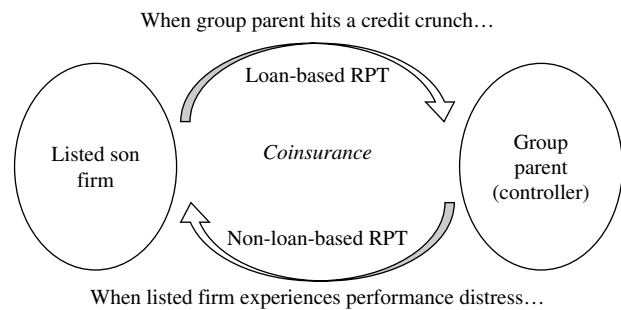 When group parent hits a credit crunch…
Loan-based RPT
Listed son
firm
Coinsurance
Group
parent
(controller)
Non-loan-based RPT
When listed firm experiences performance distress…